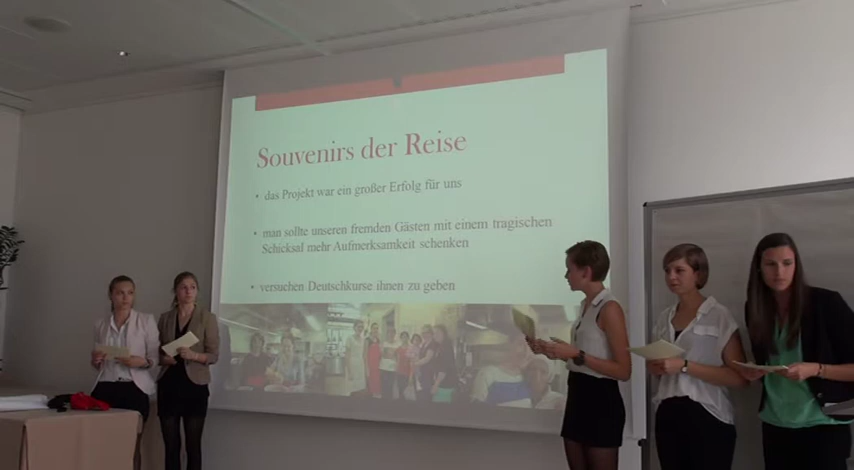 Souvenirs der Reise
• das Projekt war ein großer Erfolg für uns
• man sollte unseren fremden Gästen mit einem tragischen
Schicksal mehr Aufmerksamkeit schenken
• versuchen Deutschkurse ihnen zu geben